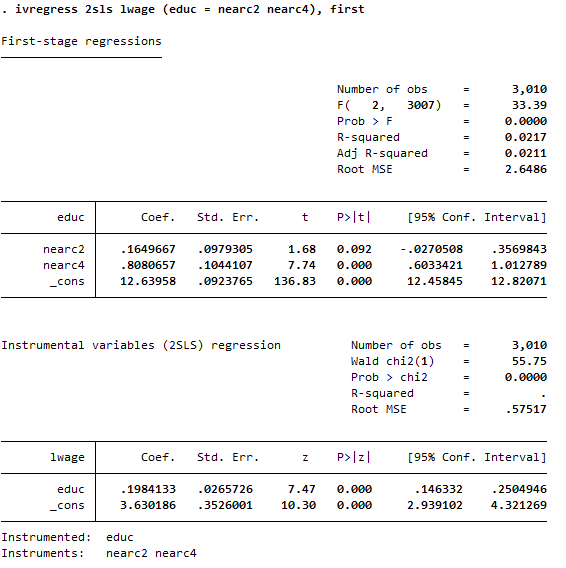 . ivregress 2sls lwage (educ = nearc2 nearc4), first
First-stage regressions
Number of obs = 3,010
F( 2, 3007) = 33.39
Prob > F = 0.0000
R-squared = 0.0217
Adj R-squared = 0.0211
Root MSE = 2.6486
educ Coef. Std. Err. t P>|t| [95% Conf. Interval]
nearc2 .1649667 .0979305 1.68 0.092 -.0270508 .3569843
nearc4 .8080657 .1044107 7.74 0.000 .6033421 1.012789
_cons 12.63958 .0923765 136.83 0.000 12.45845 12.82071
Instrumental variables (2SLS) regression Number of obs = 3,010
Wald chi2(1) = 55.75
Prob > chi2 = 0.0000
R-squared = .
Root MSE = .57517
lwage Coef. Std. Err. z P>|z| [95% Conf. Interval]
educ .1984133 .0265726 7.47 0.000 .146332 .2504946
_cons 3.630186 .3526001 10.30 0.000 2.939102 4.321269
Instrumented: educ
Instruments: nearc2 nearc4